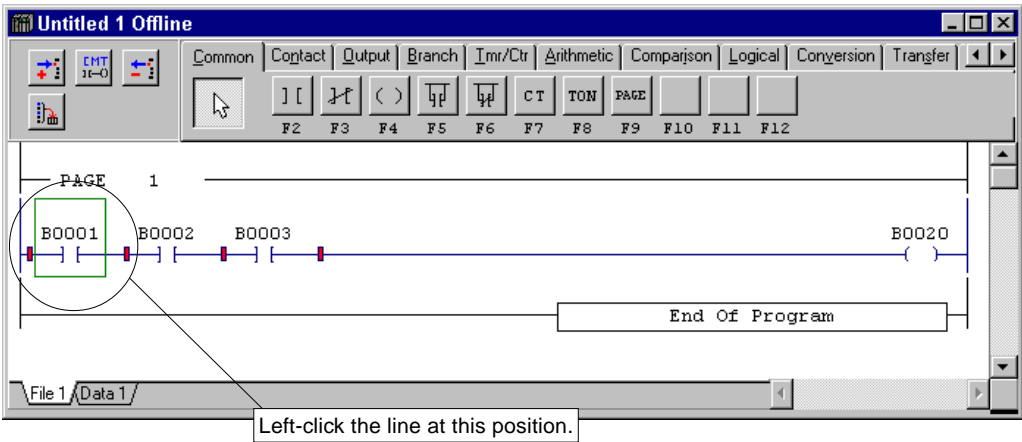 Untitled 1 Offline
Common Contact Output Branch Tmr/Ctr Arithmetic Comparison Logical Conversion Transfer
CMT
CT TON PAGE
F2 F3 F4 F5 F6 F7 F8 F9 F10 F11 F12
PAGE 1
B0001 B0002 B0003 B0020
End Of Program
File 1 Data 1
Left-click the line at this position.